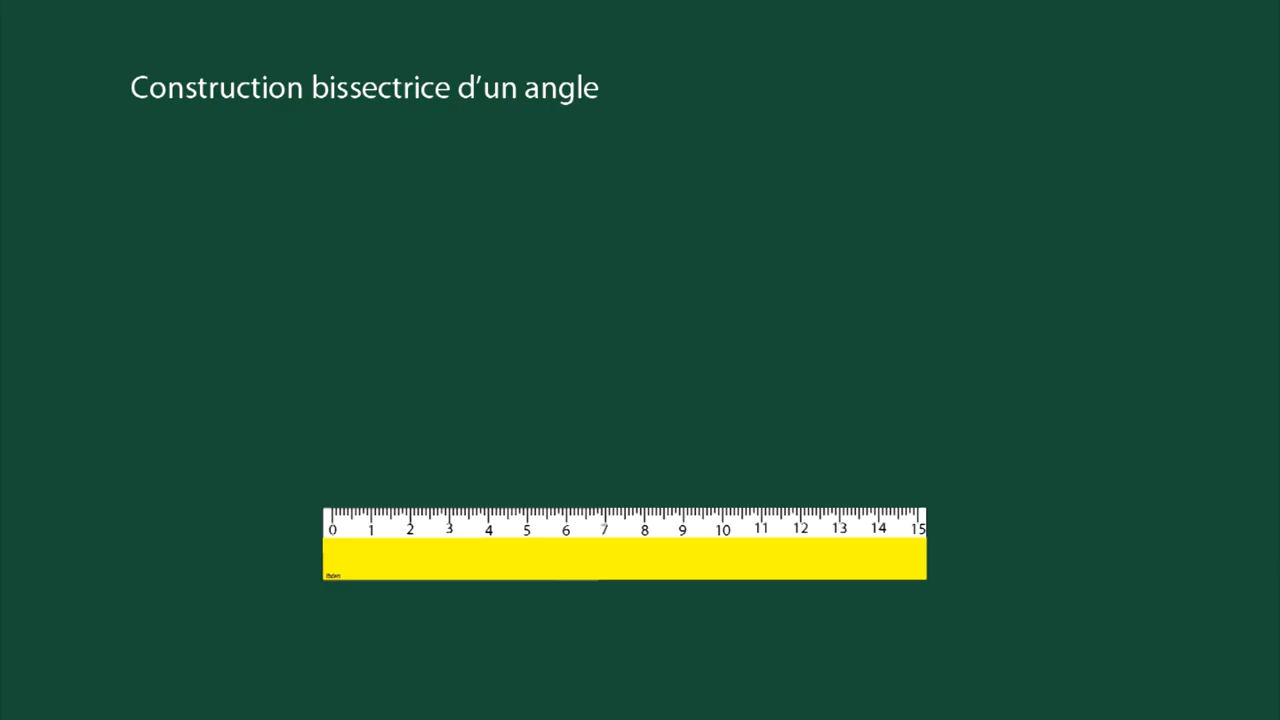 Construction bissectrice d’un angle
0 1 2 3 4 5 6 7 8 9 10 11 12 13 14 15